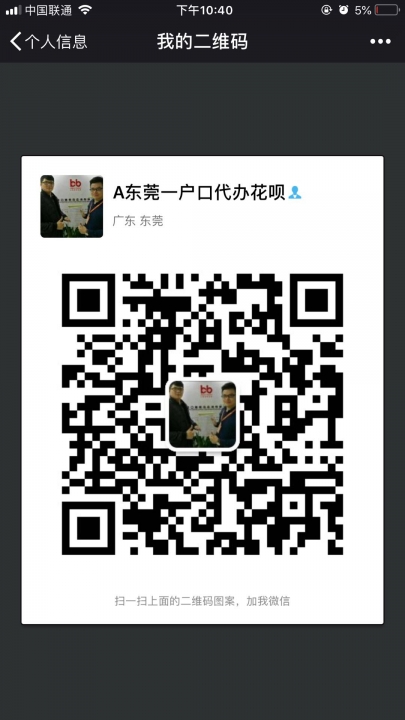 中国联通 下午10:40 5%
个人信息 我的二维码
bb
A东莞一户口代办花呗
广东 东莞
bb
扫一扫上面的二维码图案，加我微信